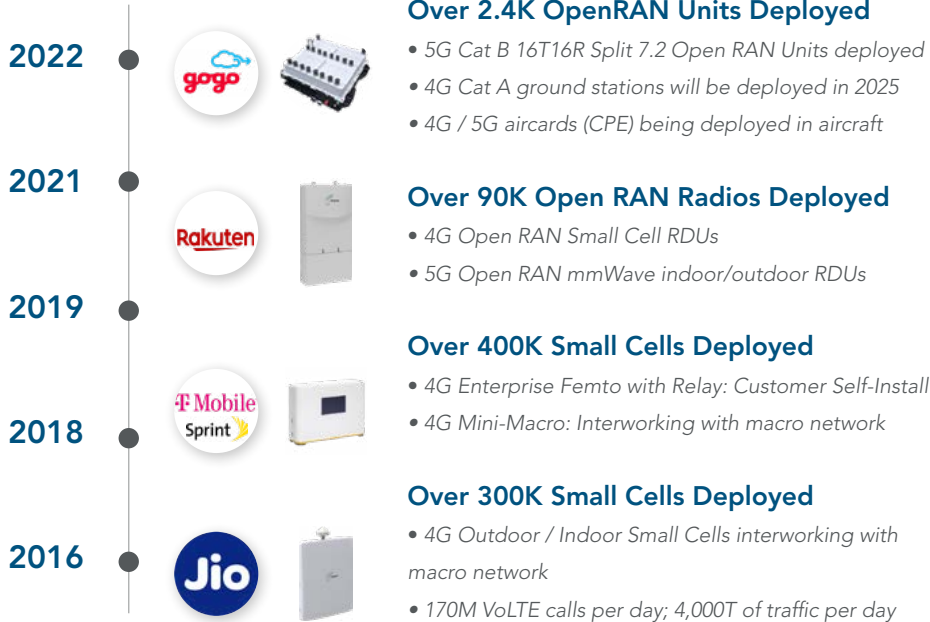 Over 2.4K OpenRAN Units Deployed
2022
gogo
• 5G Cat B 16T16R Split 7.2 Open RAN Units deployed
• 4G Cat A ground stations will be deployed in 2025
• 4G / 5G aircards (CPE) being deployed in aircraft
2021
Over 90K Open RAN Radios Deployed
Rakuten
• 4G Open RAN Small Cell RDUs
• 5G Open RAN mmWave indoor/outdoor RDUs
2019
Over 400K Small Cells Deployed
T Mobile
Sprint
• 4G Enterprise Femto with Relay: Customer Self-Install
• 4G Mini-Macro: Interworking with macro network
2018
Over 300K Small Cells Deployed
2016
Jio
• 4G Outdoor / Indoor Small Cells interworking with
macro network
• 170M VoLTE calls per day; 4,000T of traffic per day